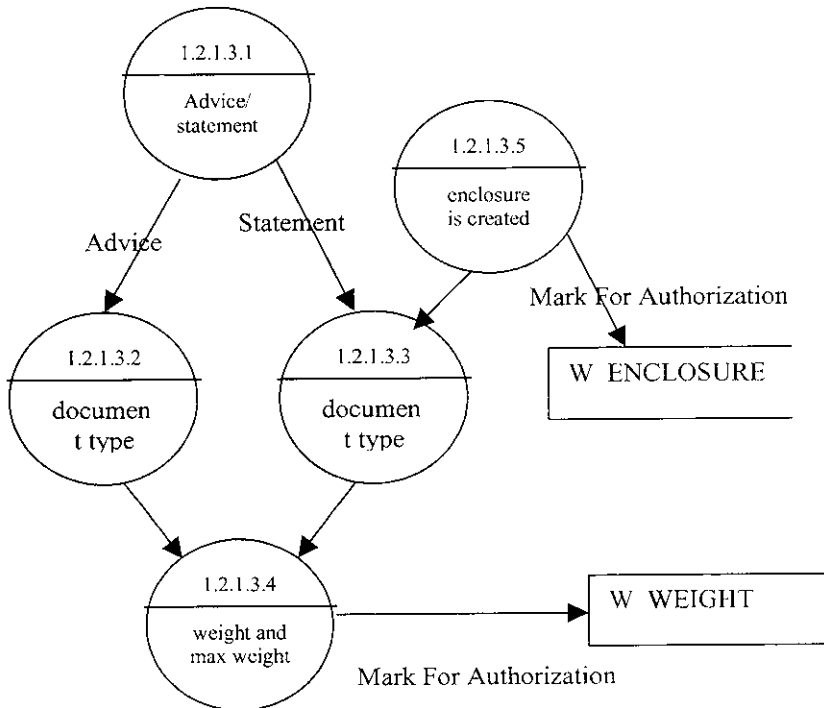 1.2.1.3.1
Advice/
statement
1.2.1.3.5
enclosure
is created
Advice
Statement
Mark For Authorization
1.2.1.3.2
documen
t type
1.2.1.3.3
documen
t type
W ENCLOSURE
1.2.1.3.4
weight and
max weight
W WEIGHT
Mark For Authorization